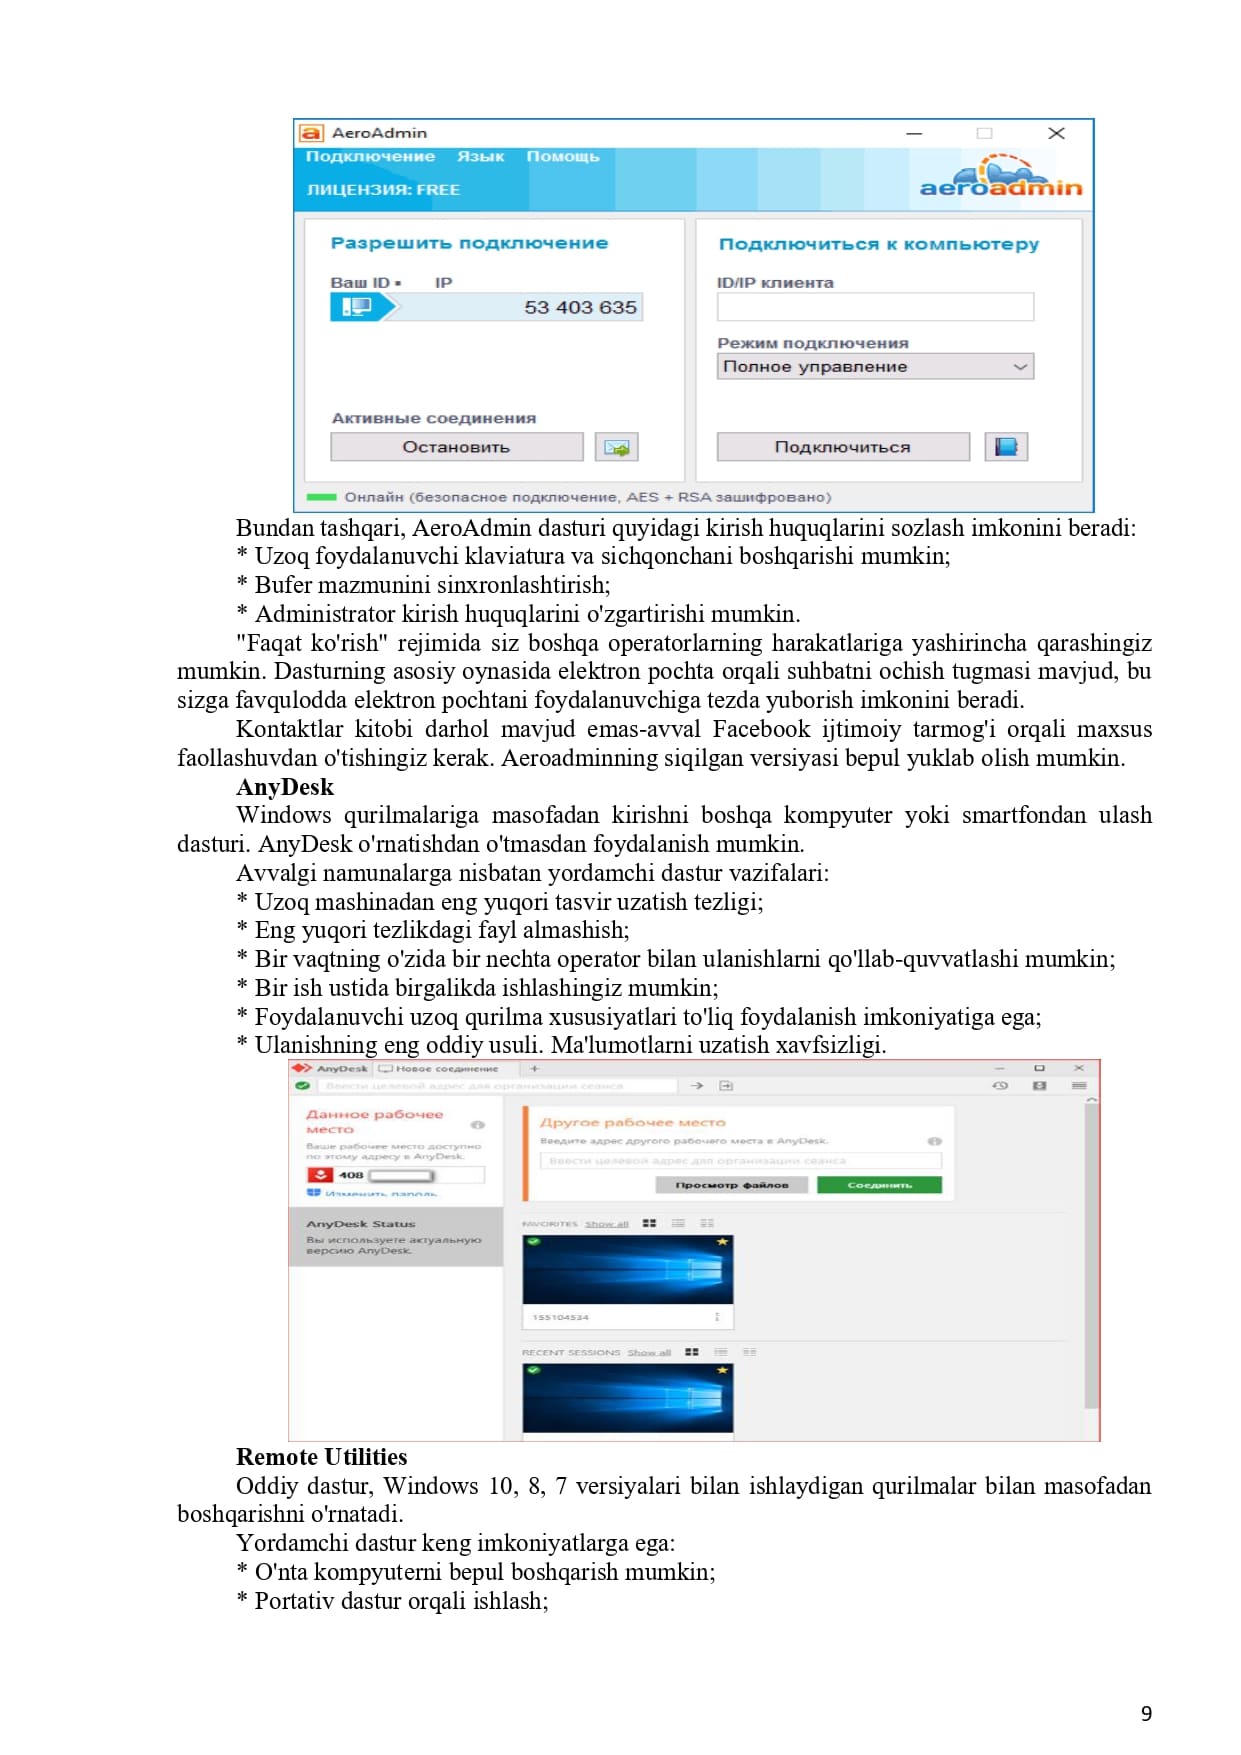 AeroAdmin
Подключение Язык Помощь
ЛИЦЕНЗИЯ: FREE
aeroadmin
Разрешить подключение
Ваш ID IP
53 403 635
Активные соединения
Остановить
Подключиться к компьютеру
ID/IP клиента
Режим подключения
Полное управление
Подключиться
Онлайн (безопасное подключение, AES + RSA зашифровано)
Bundan tashqari, AeroAdmin dasturi quyidagi kirish huquqlarini sozlash imkonini beradi:
* Uzoq foydalanuvchi klaviatura va sichqonchani boshqarishi mumkin;
* Bufer mazmunini sinxronlashtirish;
* Administrator kirish huquqlarini o'zgartirishi mumkin.
"Faqat ko'rish" rejimida siz boshqa operatorlarning harakatlariga yashirincha qarashingiz
mumkin. Dasturning asosiy oynasida elektron pochta orqali suhbatni ochish tugmasi mavjud, bu
sizga favqulodda elektron pochtani foydalanuvchiga tezda yuborish imkonini beradi.
Kontaktlar kitobi darhol mavjud emas-avval Facebook ijtimoiy tarmog'i orqali maxsus
faollashuvdan o'tishingiz kerak. Aeroadminning siqilgan versiyasi bepul yuklab olish mumkin.
AnyDesk
Windows qurilmalariga masofadan kirishni boshqa kompyuter yoki smartfondan ulash
dasturi. AnyDesk o'rnatishdan o'tmasdan foydalanish mumkin.
Avvalgi namunalarga nisbatan yordamchi dastur vazifalari:
* Uzoq mashinadan eng yuqori tasvir uzatish tezligi;
* Eng yuqori tezlikdagi fayl almashish;
* Bir vaqtning o'zida bir nechta operator bilan ulanishlarni qo'llab-quvvatlashi mumkin;
* Bir ish ustida birgalikda ishlashingiz mumkin;
* Foydalanuvchi uzoq qurilma xususiyatlari to'liq foydalanish imkoniyatiga ega;
* Ulanishning eng oddiy usuli. Ma'lumotlarni uzatish xavfsizligi.
AnyDesk Новое соединение +
Ввести целевой адрес для организации сеанса
Данное рабочее
место
Ваше рабочее место доступно
по этому адресу в AnyDesk.
408
Изменить пароль
AnyDesk Status
Вы используете актуальную
версию AnyDesk.
Другое рабочее место
Введите адрес другого рабочего места в AnyDesk.
Ввести целевой адрес для организации сеанса
Просмотр файлов Соединить
FAVORITES Show all
155104534
RECENT SESSIONS Show all
Remote Utilities
Oddiy dastur, Windows 10, 8, 7 versiyalari bilan ishlaydigan qurilmalar bilan masofadan
boshqarishni o'rnatadi.
Yordamchi dastur keng imkoniyatlarga ega:
* O'nta kompyuterni bepul boshqarish mumkin;
* Portativ dastur orqali ishlash;
9